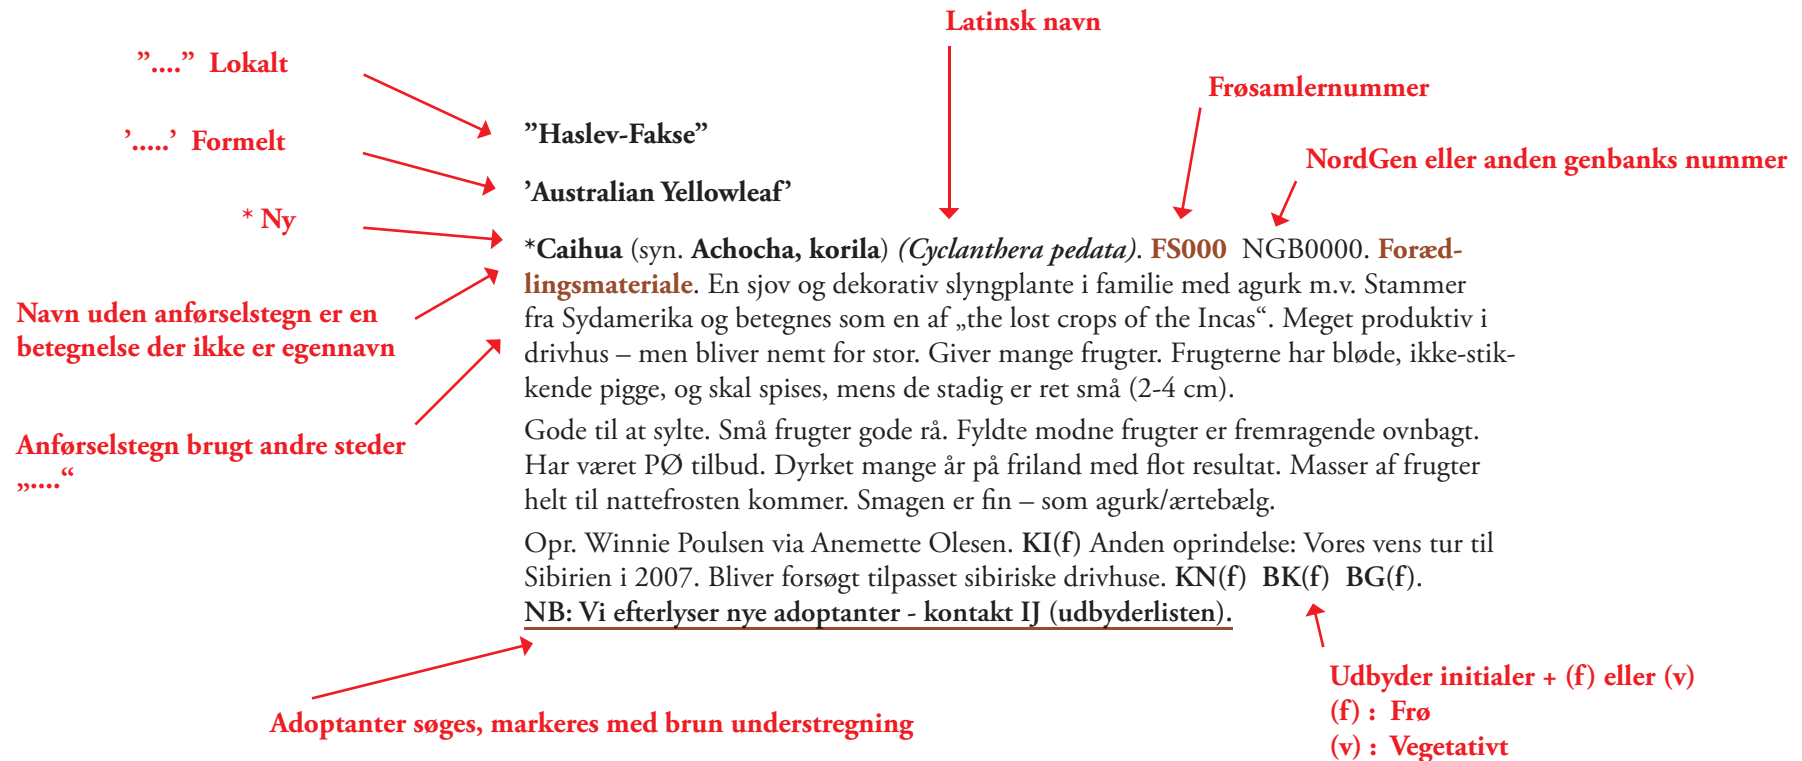 Latinsk navn
”....” Lokalt
Frøsamlernummer
”Haslev-Fakse”
’.....’ Formelt
NordGen eller anden genbanks nummer
’Australian Yellowleaf’
* Ny
*Caihua (syn. Achocha, korila) (Cyclanthera pedata). FS000 NGB0000. Foræd-
lingsmateriale. En sjov og dekorativ slyngplante i familie med agurk m.v. Stammer
fra Sydamerika og betegnes som en af „the lost crops of the Incas“. Meget produktiv i
drivhus – men bliver nemt for stor. Giver mange frugter. Frugterne har bløde, ikke-stik-
kende pigge, og skal spises, mens de stadig er ret små (2-4 cm).
Navn uden anførselstegn er en
betegnelse der ikke er egennavn
Gode til at sylte. Små frugter gode rå. Fyldte modne frugter er fremragende ovnbagt.
Har været PØ tilbud. Dyrket mange år på friland med flot resultat. Masser af frugter
helt til nattefrosten kommer. Smagen er fin – som agurk/ærtebælg.
Anførselstegn brugt andre steder
„....“
Opr. Winnie Poulsen via Anemette Olesen. KI(f) Anden oprindelse: Vores vens tur til
Sibirien i 2007. Bliver forsøgt tilpasset sibiriske drivhuse. KN(f) BK(f) BG(f).
NB: Vi efterlyser nye adoptanter - kontakt IJ (udbyderlisten).
Adoptanter søges, markeres med brun understregning
Udbyder initialer + (f) eller (v)
(f) : Frø
(v) : Vegetativt